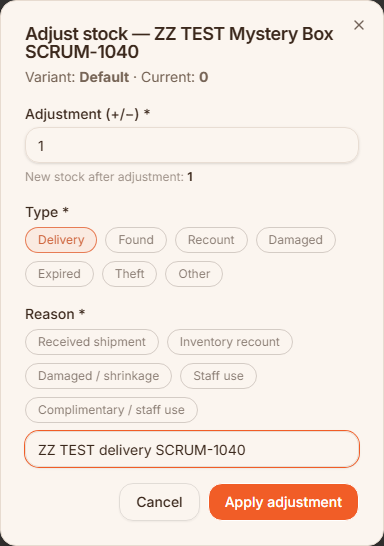 Adjust stock — ZZ TEST Mystery Box
SCRUM-1040
Variant: Default · Current: 0
Adjustment (+/−) *
1
New stock after adjustment: 1
Type *
Delivery Found Recount Damaged
Expired Theft Other
Reason *
Received shipment Inventory recount
Damaged / shrinkage Staff use
Complimentary / staff use
ZZ TEST delivery SCRUM-1040
Cancel Apply adjustment